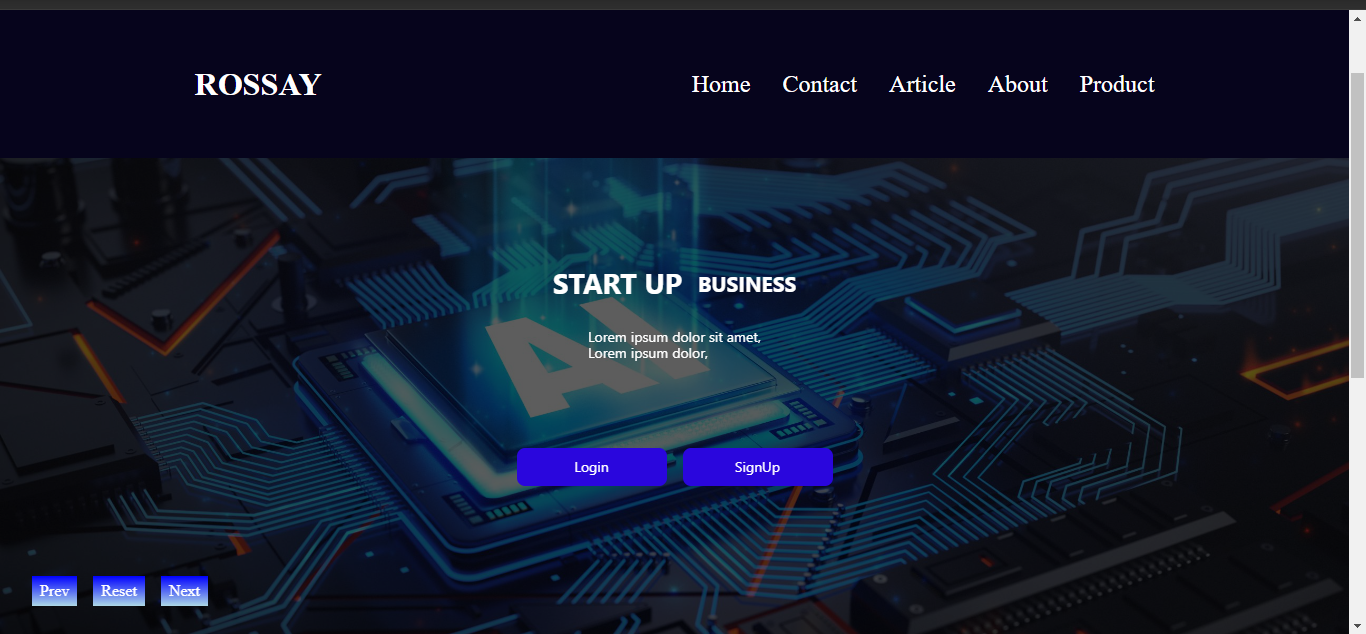 ROSSAY
Home Contact Article About Product
START UP BUSINESS
AI
Lorem ipsum dolor sit amet,
Lorem ipsum dolor,
Login SignUp
Prev Reset Next